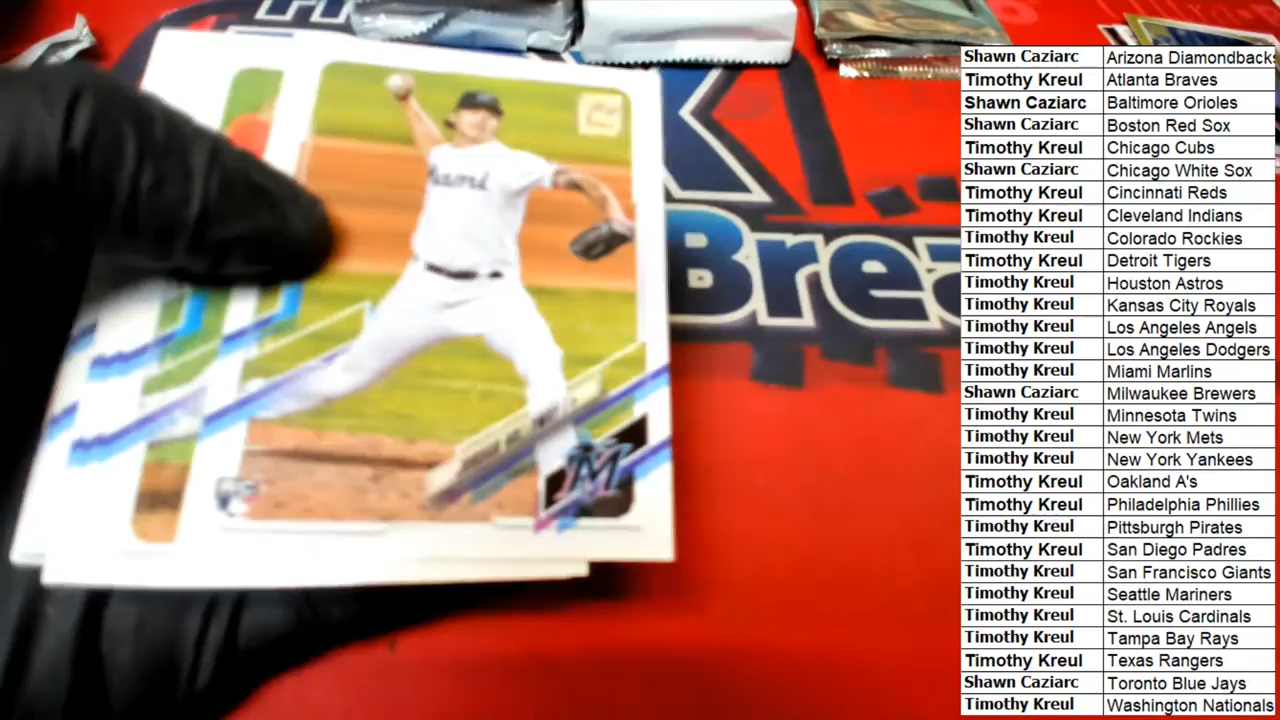 Shawn Caziarc Arizona Diamondbacks
Timothy Kreul Atlanta Braves
Shawn Caziarc Baltimore Orioles
Shawn Caziarc Boston Red Sox
Timothy Kreul Chicago Cubs
Shawn Caziarc Chicago White Sox
Timothy Kreul Cincinnati Reds
Timothy Kreul Cleveland Indians
Timothy Kreul Colorado Rockies
Timothy Kreul Detroit Tigers
Timothy Kreul Houston Astros
Timothy Kreul Kansas City Royals
Timothy Kreul Los Angeles Angels
Timothy Kreul Los Angeles Dodgers
Timothy Kreul Miami Marlins
Shawn Caziarc Milwaukee Brewers
Timothy Kreul Minnesota Twins
Timothy Kreul New York Mets
Timothy Kreul New York Yankees
Timothy Kreul Oakland A's
Timothy Kreul Philadelphia Phillies
Timothy Kreul Pittsburgh Pirates
Timothy Kreul San Diego Padres
Timothy Kreul San Francisco Giants
Timothy Kreul Seattle Mariners
Timothy Kreul St. Louis Cardinals
Timothy Kreul Tampa Bay Rays
Timothy Kreul Texas Rangers
Shawn Caziarc Toronto Blue Jays
Timothy Kreul Washington Nationals
Brea
M